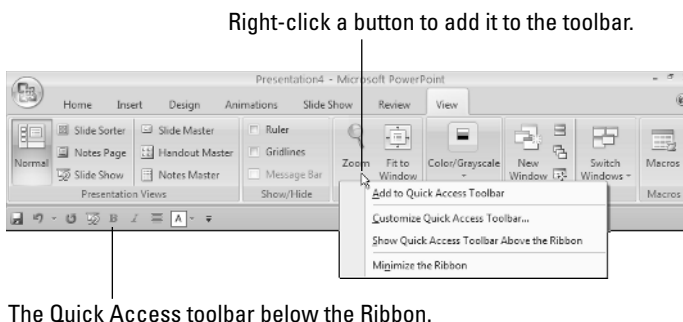 Right-click a button to add it to the toolbar.
Presentation4 - Microsoft PowerPoint
Home Insert Design Animations Slide Show Review View
Normal
Slide Sorter
Notes Page
Slide Show
Slide Master
Handout Master
Notes Master
Presentation Views
Ruler
Gridlines
Message Bar
Show/Hide
Zoom
Fit to
Window
Color/Grayscale
New
Window
Switch
Windows
Macros
Macros
B I A
Add to Quick Access Toolbar
Customize Quick Access Toolbar...
Show Quick Access Toolbar Above the Ribbon
Minimize the Ribbon
The Quick Access toolbar below the Ribbon.